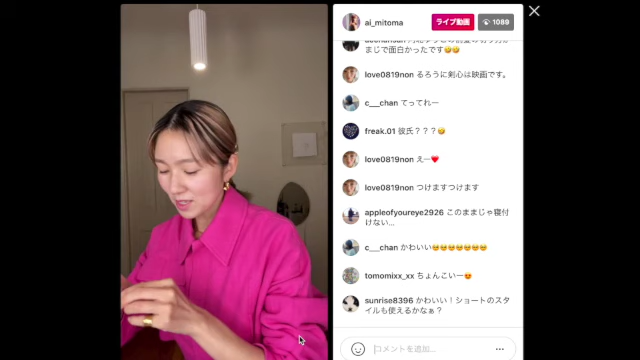 ai_mitoma
ライブ動画
1089
まじで面白かったです
love0819non るろうに剣心は映画です。
c___chan てってれー
freak.01 彼氏？？？
love0819non えー
love0819non つけますつけます
appleofyoureye2926 このままじゃ寝付
けない...
c___chan かわいい
tomomixx_xx ちょんこいー
sunrise8396 かわいい！ショートのスタ
イルも使えるかなぁ？
コメントを追加...